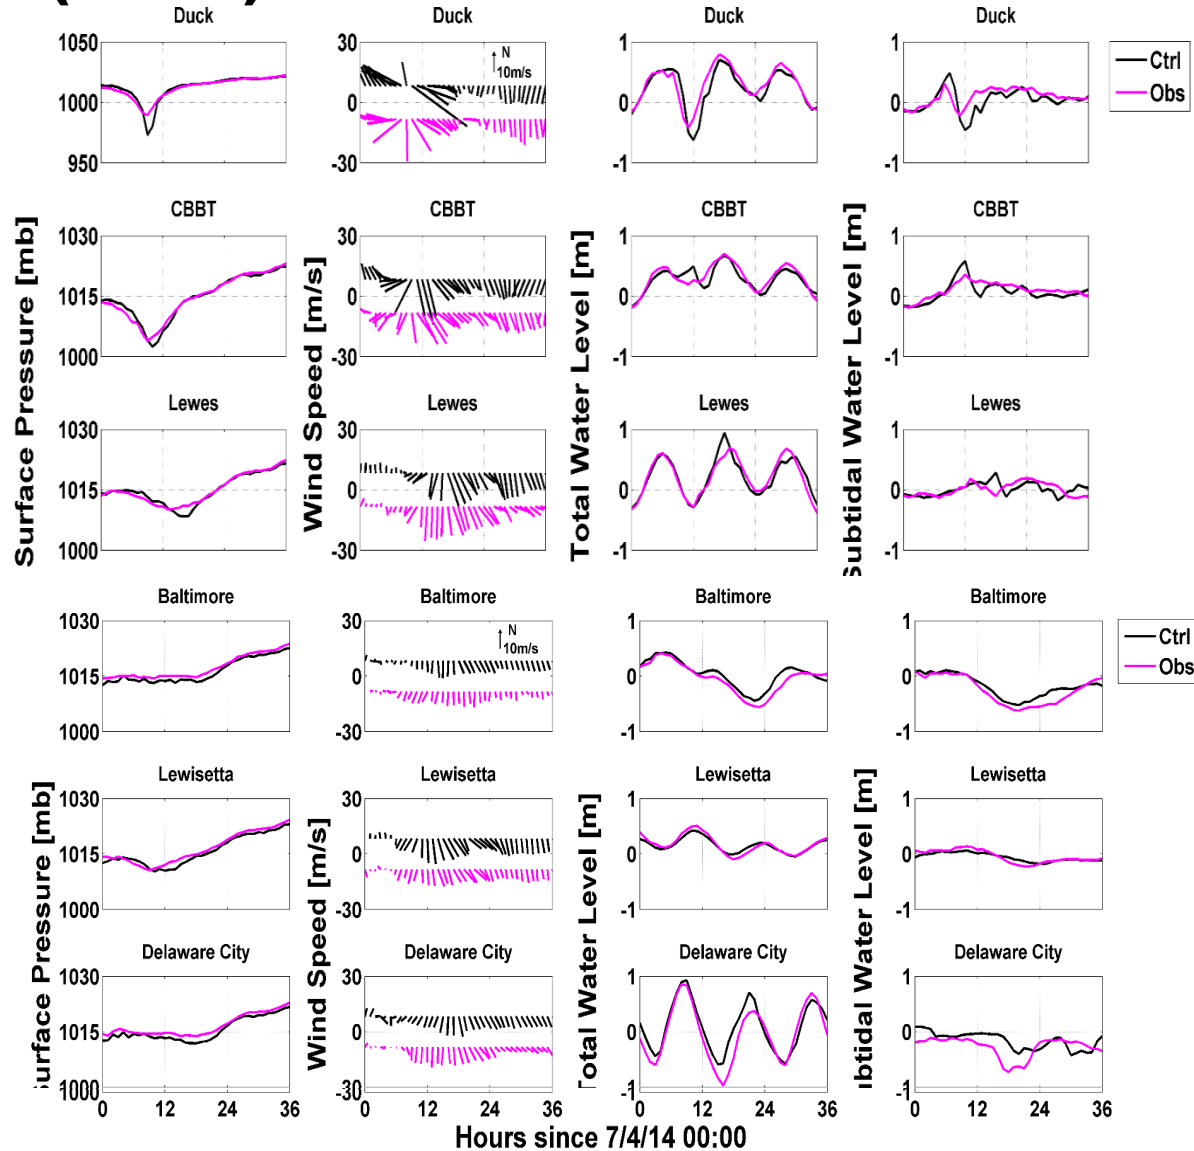 Duck
Duck
Duck
Duck
1050
1000
950
30
0
-30
N
10m/s
1
0
-1
1
0
-1
Ctrl
Obs
CBBT
CBBT
CBBT
CBBT
1030
1015
1000
30
0
-30
1
0
-1
1
0
-1
Surface Pressure [mb]
Wind Speed [m/s]
Total Water Level [m]
Subtidal Water Level [m]
Lewes
Lewes
Lewes
Lewes
1030
1015
1000
30
0
-30
1
0
-1
1
0
-1
Baltimore
Baltimore
Baltimore
Baltimore
1030
1015
1000
30
0
-30
N
10m/s
1
0
-1
1
0
-1
Ctrl
Obs
Lewisetta
Lewisetta
Lewisetta
Lewisetta
1030
1015
1000
30
0
-30
1
0
-1
1
0
-1
urface Pressure [mb]
Wind Speed [m/s]
Total Water Level [m]
ubtidal Water Level [m]
Delaware City
Delaware City
Delaware City
Delaware City
1030
1015
1000
30
0
-30
1
0
-1
1
0
-1
0 12 24 36
0 12 24 36
0 12 24 36
0 12 24 36
Hours since 7/4/14 00:00